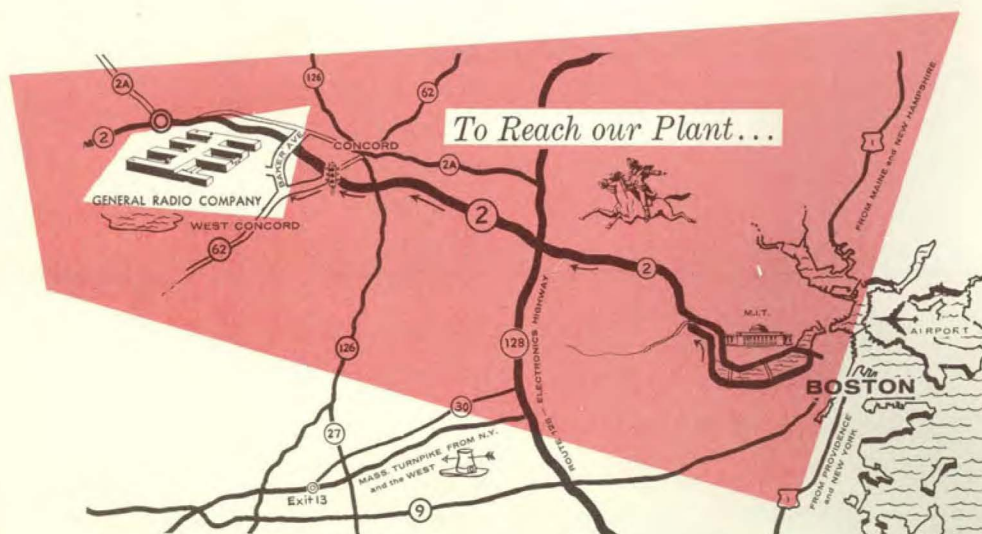 To Reach our Plant...
2A
126
62
2
BAKER AVE
CONCORD
2A
GENERAL RADIO COMPANY
WEST CONCORD
62
2
2
1
FROM MAINE and NEW HAMPSHIRE
M.I.T.
AIRPORT
BOSTON
126
128
ROUTE 128 — ELECTRONICS HIGHWAY
30
27
MASS. TURNPIKE FROM N.Y.
and the WEST
Exit 13
9
FROM PROVIDENCE
and NEW YORK
1